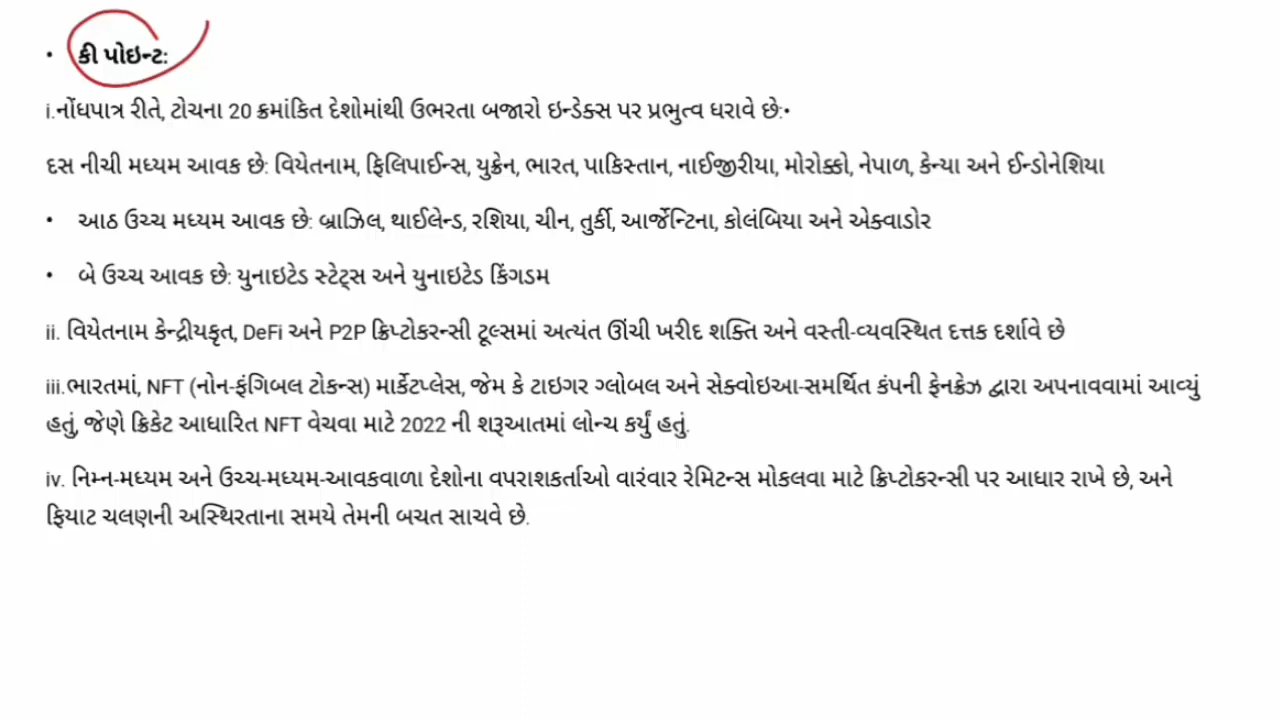 • કી પોઇન્ટ:
i.નોંધપાત્ર રીતે, ટોચના 20 ક્રમાંકિત દેશોમાંથી ઉભરતા બજારો ઇન્ડેક્સ પર પ્રભુત્વ ધરાવે છે:•
દસ નીચી મધ્યમ આવક છે: વિયેતનામ, ફિલિપાઈન્સ, યુક્રેન, ભારત, પાકિસ્તાન, નાઈજીરીયા, મોરોક્કો, નેપાળ, કેન્યા અને ઈન્ડોનેશિયા
• આઠ ઉચ્ચ મધ્યમ આવક છે: બ્રાઝિલ, થાઈલેન્ડ, રશિયા, ચીન, તુર્કી, આર્જેન્ટિના, કોલંબિયા અને એક્વાડોર
• બે ઉચ્ચ આવક છે: યુનાઇટેડ સ્ટેટ્સ અને યુનાઇટેડ કિંગડમ
ii. વિયેતનામ કેન્દ્રીયકૃત, DeFi અને P2P ક્રિપ્ટોકરન્સી ટૂલ્સમાં અત્યંત ઊંચી ખરીદ શક્તિ અને વસ્તી-વ્યવસ્થિત દત્તક દર્શાવે છે
iii.ભારતમાં, NFT (નોન-ફંગિબલ ટોકન્સ) માર્કેટપ્લેસ, જેમ કે ટાઇગર ગ્લોબલ અને સેક્વોઇઆ-સમર્થિત કંપની ફેનક્રેઝ દ્વારા અપનાવવામાં આવ્યું
હતું, જેણે ક્રિકેટ આધારિત NFT વેચવા માટે 2022 ની શરૂઆતમાં લોન્ચ કર્યું હતું.
iv. નિમ્ન-મધ્યમ અને ઉચ્ચ-મધ્યમ-આવકવાળા દેશોના વપરાશકર્તાઓ વારંવાર રેમિટન્સ મોકલવા માટે ક્રિપ્ટોકરન્સી પર આધાર રાખે છે, અને
ફિયાટ ચલણની અસ્થિરતાના સમયે તેમની બચત સાચવે છે.